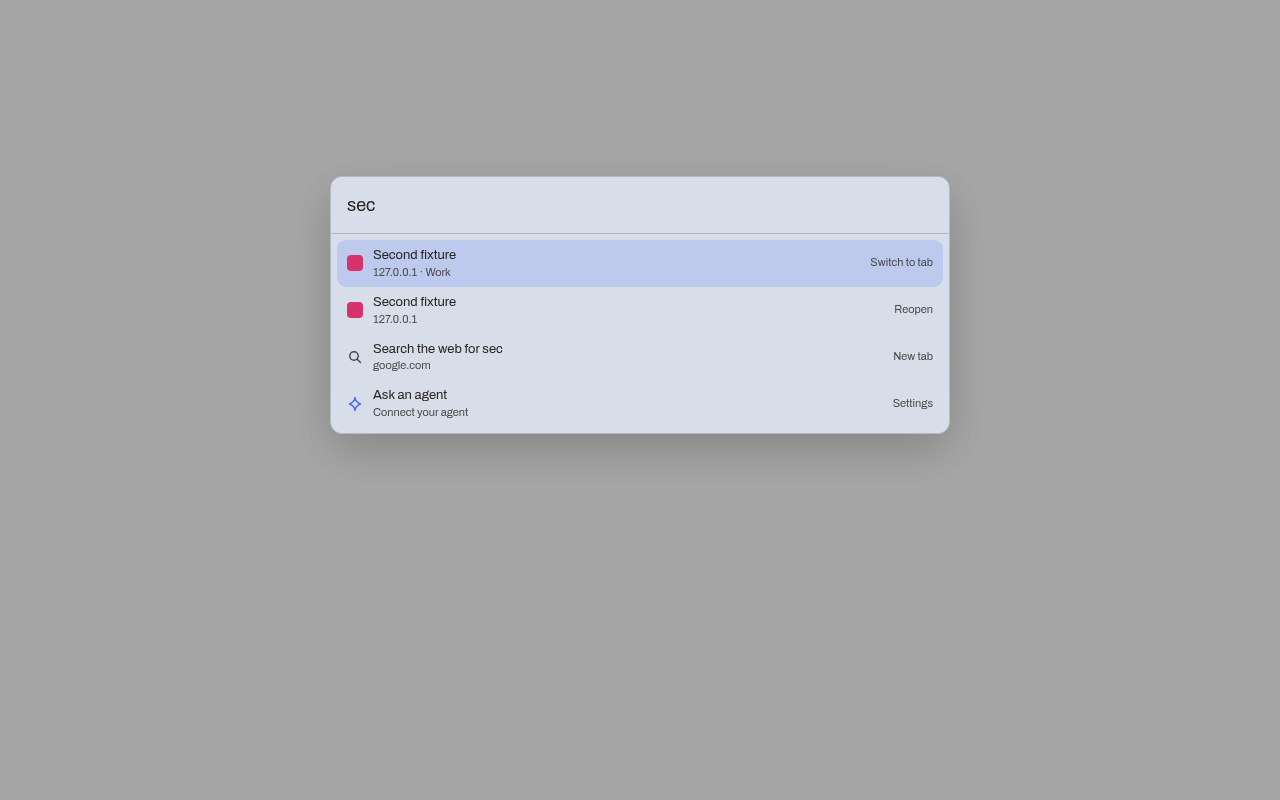 sec
Second fixture
127.0.0.1 · Work
Switch to tab
Second fixture
127.0.0.1
Reopen
Search the web for sec
google.com
New tab
Ask an agent
Connect your agent
Settings